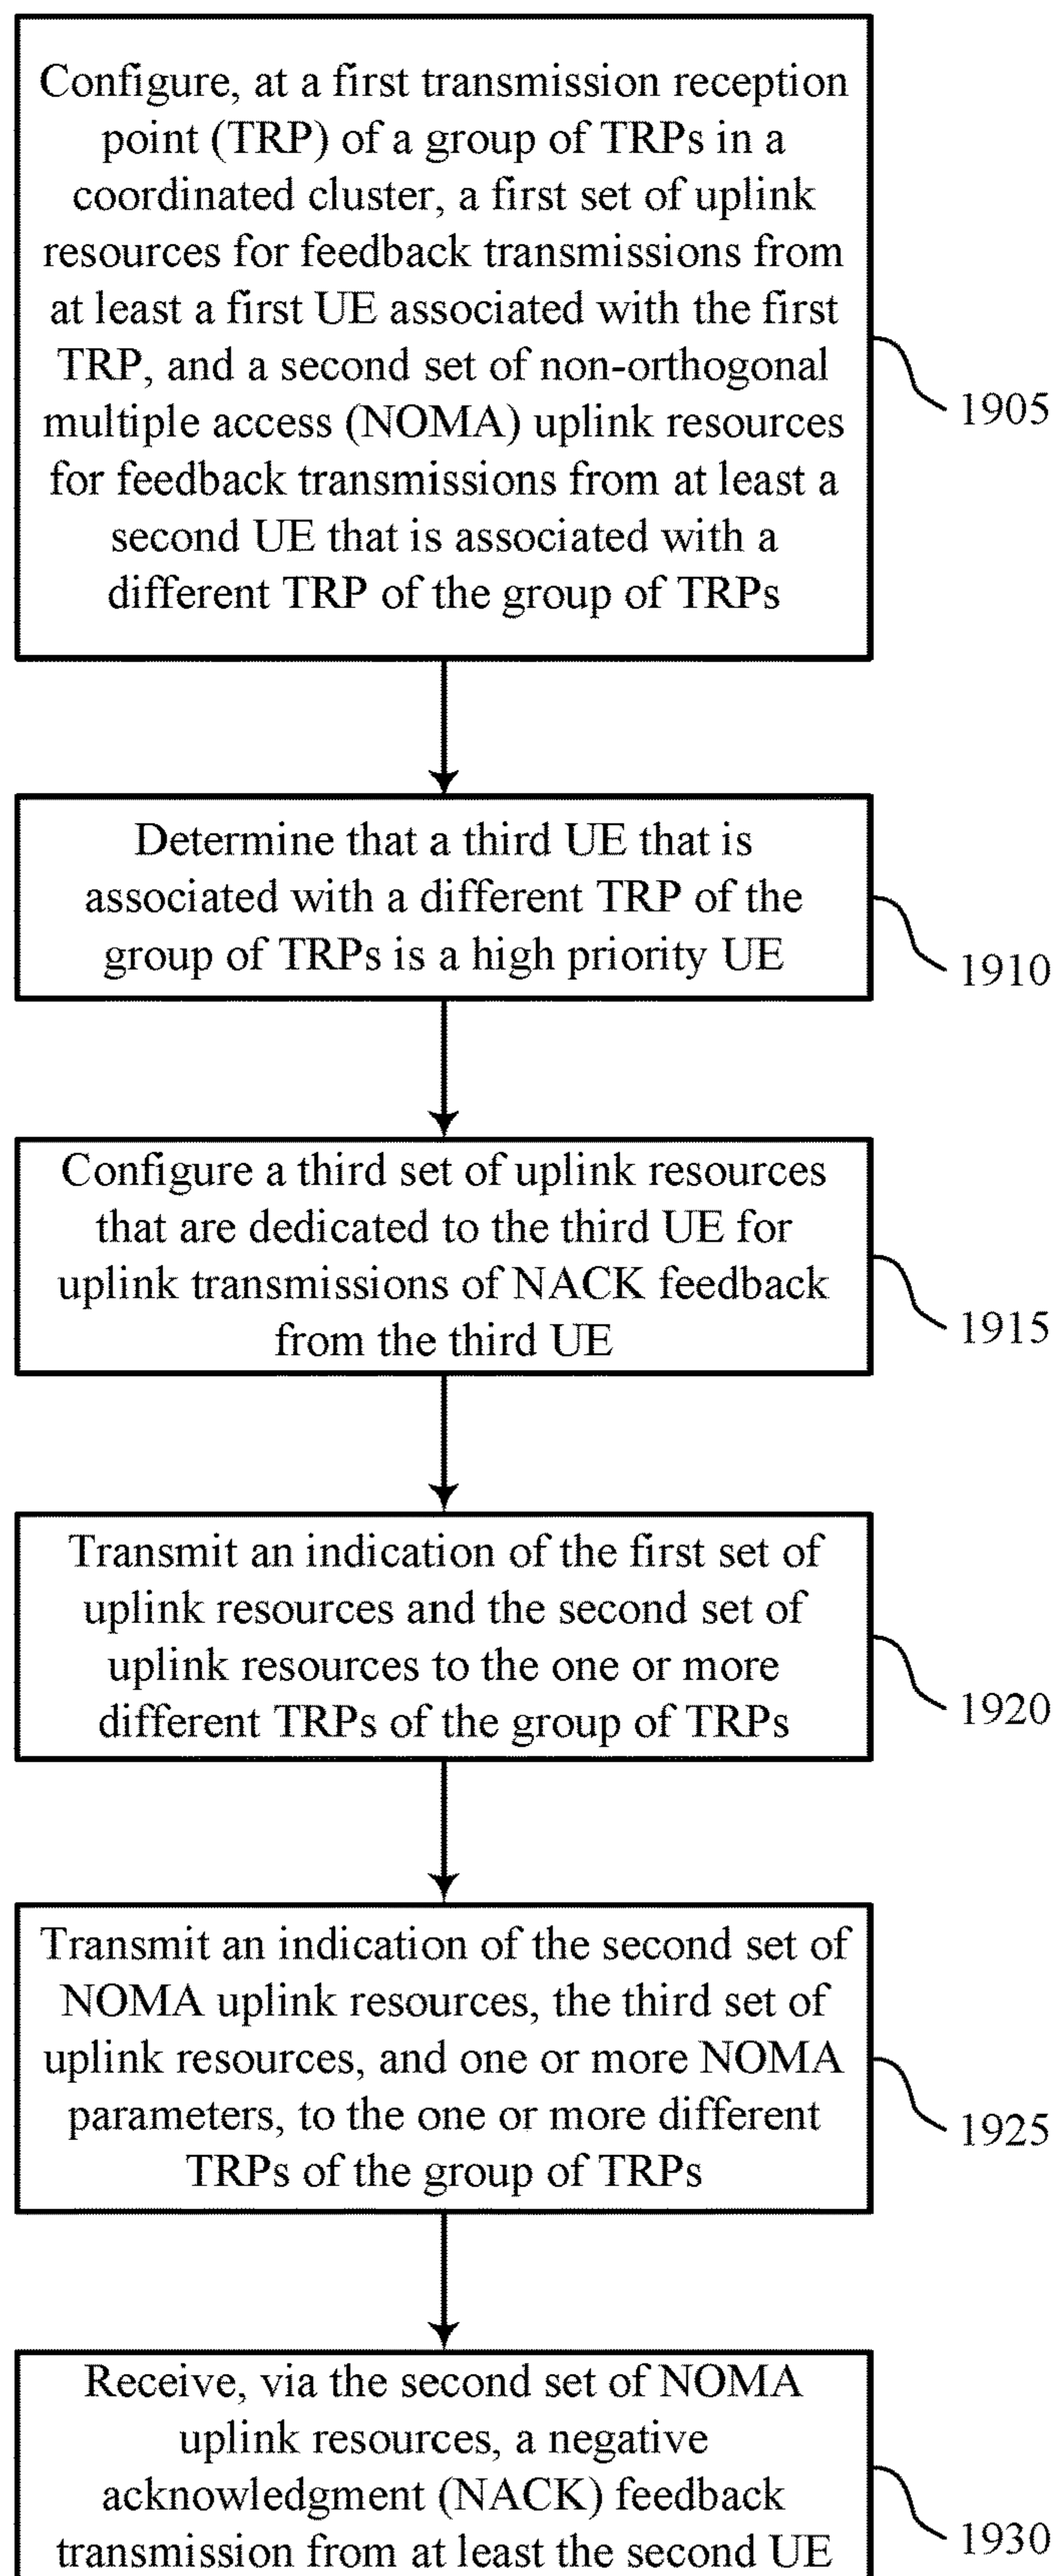 Configure, at a first transmission reception
point (TRP) of a group of TRPs in a
coordinated cluster, a first set of uplink
resources for feedback transmissions from
at least a first UE associated with the first
TRP, and a second set of non-orthogonal
multiple access (NOMA) uplink resources
for feedback transmissions from at least a
second UE that is associated with a
different TRP of the group of TRPs
1905
Determine that a third UE that is
associated with a different TRP of the
group of TRPs is a high priority UE
1910
Configure a third set of uplink resources
that are dedicated to the third UE for
uplink transmissions of NACK feedback
from the third UE
1915
Transmit an indication of the first set of
uplink resources and the second set of
uplink resources to the one or more
different TRPs of the group of TRPs
1920
Transmit an indication of the second set of
NOMA uplink resources, the third set of
uplink resources, and one or more NOMA
parameters, to the one or more different
TRPs of the group of TRPs
1925
Receive, via the second set of NOMA
uplink resources, a negative
acknowledgment (NACK) feedback
transmission from at least the second UE
1930